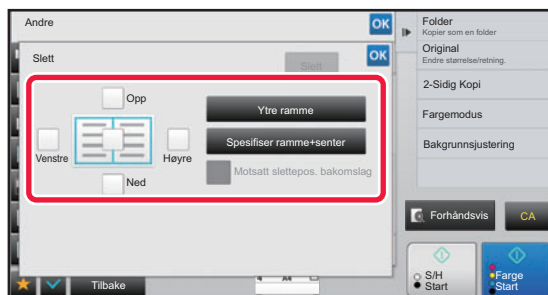 Andre
OK
Slett
Slett
OK
Opp
Venstre
Høyre
Ned
Ytre ramme
Spesifiser ramme+senter
Motsatt slettepos. bakomslag
Tilbake
A4
Folder
Kopier som en folder
Original
Endre størrelse/retning.
2-Sidig Kopi
Fargemodus
Bakgrunnsjustering
Forhåndsvis
CA
S/H
Start
Farge
Start